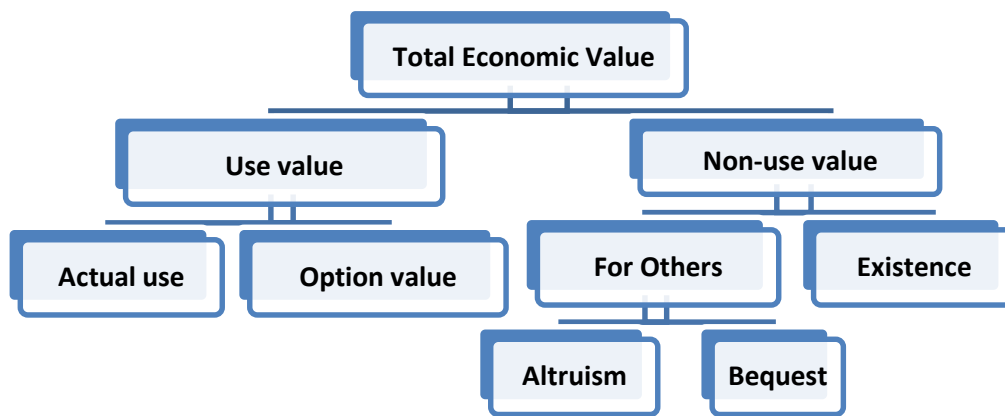 Total Economic Value
Use value
Non-use value
Actual use
Option value
For Others
Existence
Altruism
Bequest